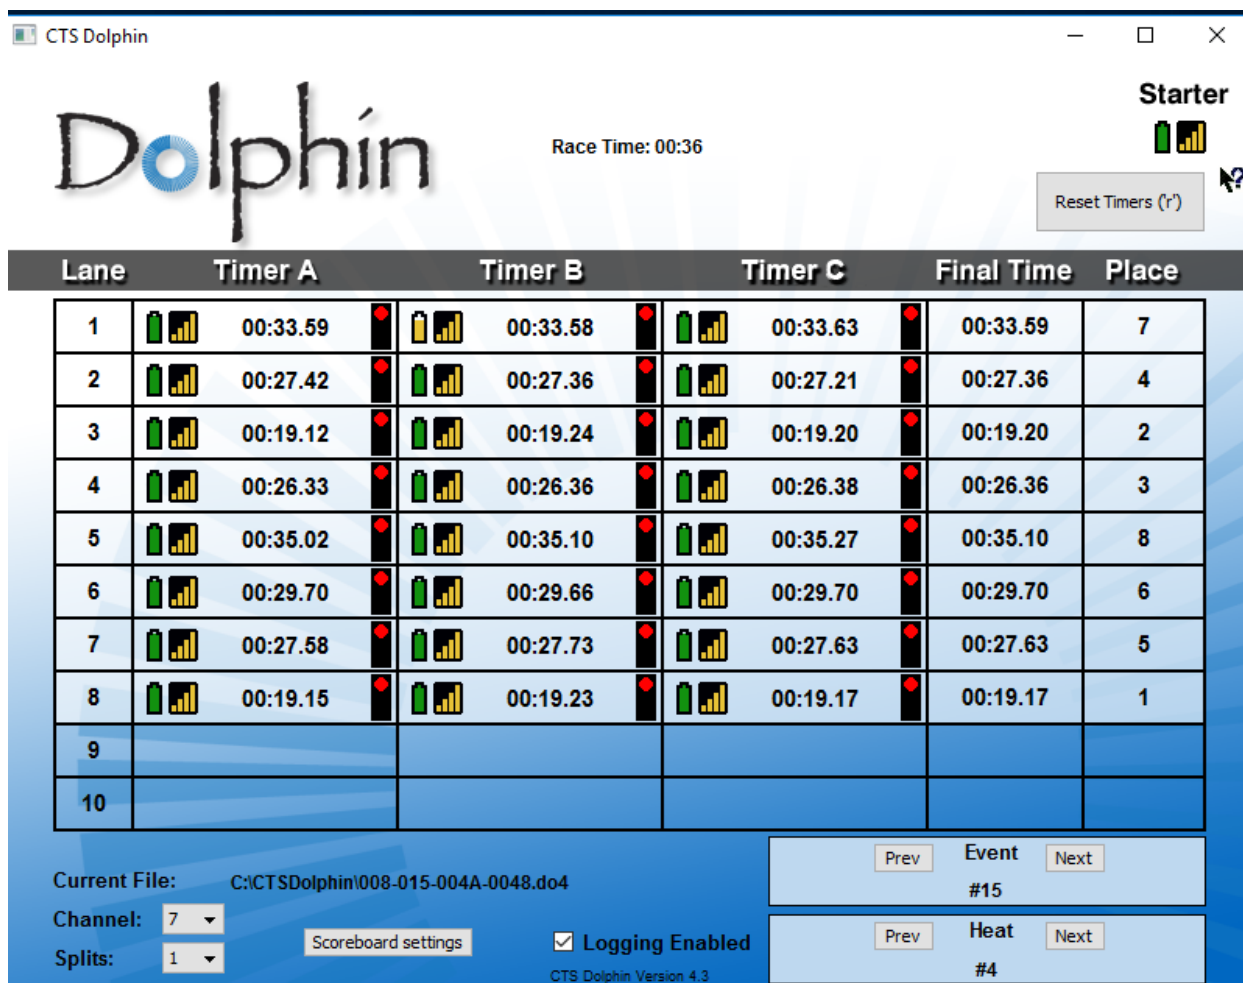 CTS Dolphin
Dolphin
Starter
Race Time: 00:36
Reset Timers ('r')
Lane Timer A Timer B Timer C Final Time Place
1 00:33.59 00:33.58 00:33.63 00:33.59 7
2 00:27.42 00:27.36 00:27.21 00:27.36 4
3 00:19.12 00:19.24 00:19.20 00:19.20 2
4 00:26.33 00:26.36 00:26.38 00:26.36 3
5 00:35.02 00:35.10 00:35.27 00:35.10 8
6 00:29.70 00:29.66 00:29.70 00:29.70 6
7 00:27.58 00:27.73 00:27.63 00:27.63 5
8 00:19.15 00:19.23 00:19.17 00:19.17 1
9
10
Prev Event Next
#15
Current File: C:\CTSDolphin\008-015-004A-0048.do4
Channel: 7
Splits: 1
Scoreboard settings
Logging Enabled
CTS Dolphin Version 4.3
Prev Heat Next
#4